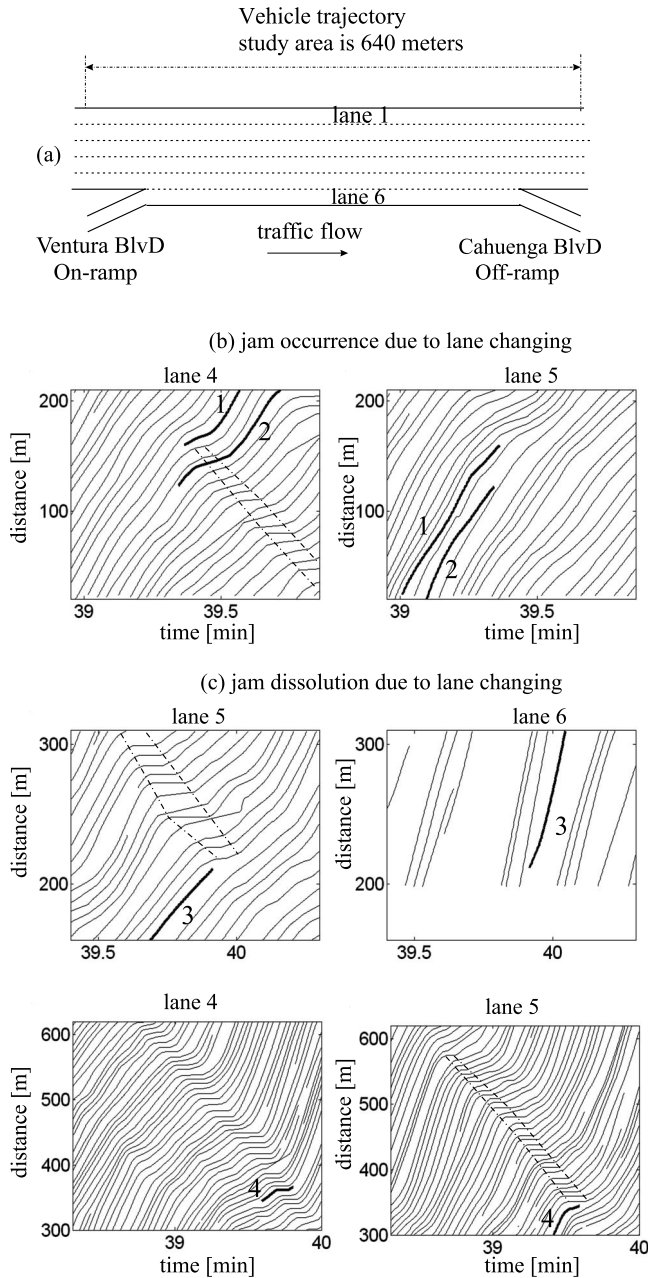 Vehicle trajectory
study area is 640 meters
lane 1
(a)
lane 6
Ventura BlvD
On-ramp
traffic flow
Cahuenga BlvD
Off-ramp
(b) jam occurrence due to lane changing
lane 4
lane 5
distance [m]
200
100
1
2
39
39.5
time [min]
distance [m]
200
100
1
2
39
39.5
time [min]
(c) jam dissolution due to lane changing
lane 5
lane 6
distance [m]
300
200
3
39.5
40
distance [m]
300
200
3
39.5
40
lane 4
lane 5
distance [m]
600
500
400
300
4
39
40
time [min]
distance [m]
600
500
400
300
4
39
40
time [min]